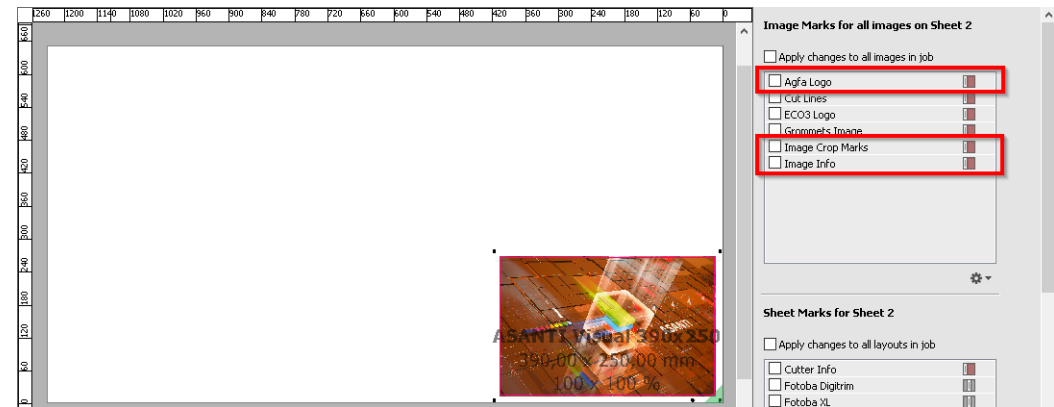 1260 1200 1140 1080 1020 960 900 840 780 720 660 600 540 480 420 360 300 240 180 120 60 0
660
600
540
480
420
360
300
240
180
120
60
0
ASANTI
ASANTI Visual 390x250
390,00 x 250,00 mm
100 x 100 %
Image Marks for all images on Sheet 2
Apply changes to all images in job
Agfa Logo
Cut Lines
ECO3 Logo
Grommets Image
Image Crop Marks
Image Info
Sheet Marks for Sheet 2
Apply changes to all layouts in job
Cutter Info
Fotoba Digitrim
Fotoba XL